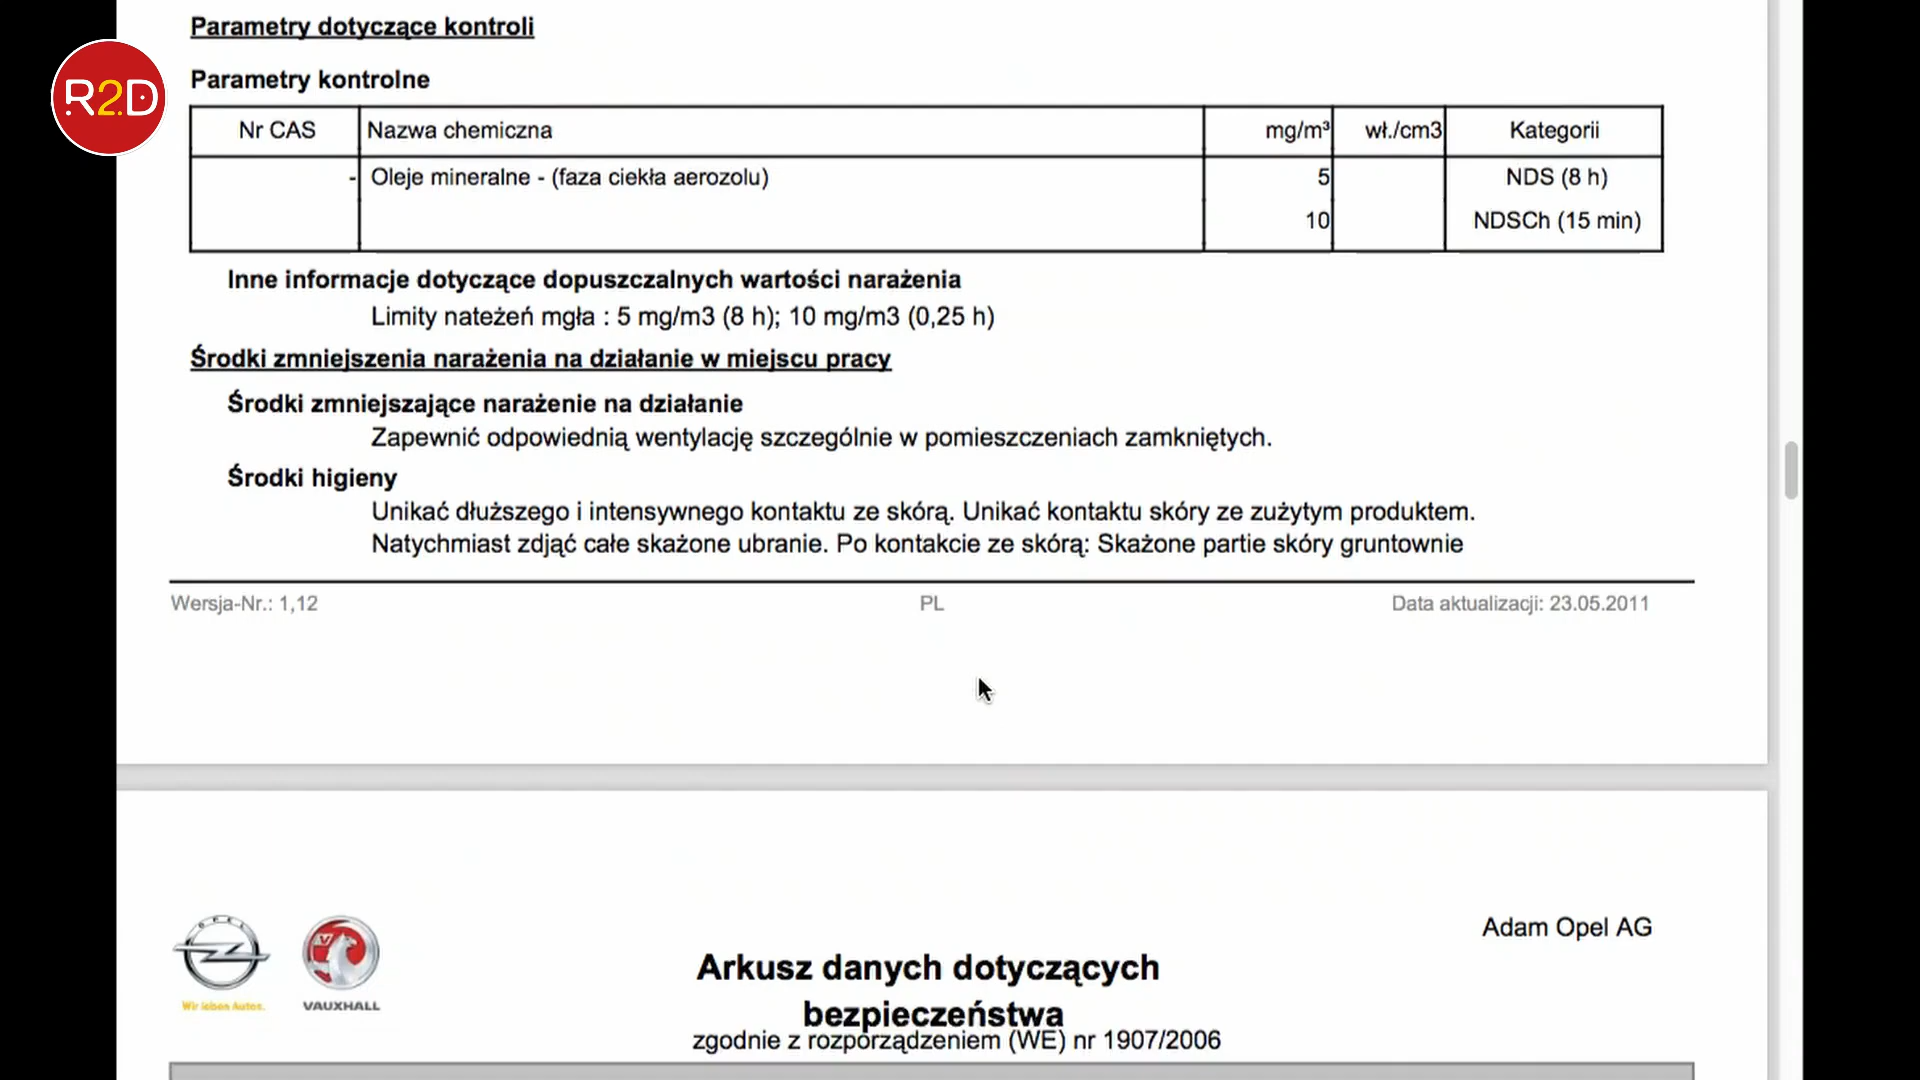 Parametry dotyczące kontroli
R2D
Parametry kontrolne
Nr CAS Nazwa chemiczna mg/m³ wł./cm3 Kategorii
- Oleje mineralne - (faza ciekła aerozolu) 5 NDS (8 h)
10 NDSCh (15 min)
Inne informacje dotyczące dopuszczalnych wartości narażenia
Limity nateżeń mgła : 5 mg/m3 (8 h); 10 mg/m3 (0,25 h)
Środki zmniejszenia narażenia na działanie w miejscu pracy
Środki zmniejszające narażenie na działanie
Zapewnić odpowiednią wentylację szczególnie w pomieszczeniach zamkniętych.
Środki higieny
Unikać dłuższego i intensywnego kontaktu ze skórą. Unikać kontaktu skóry ze zużytym produktem.
Natychmiast zdjąć całe skażone ubranie. Po kontakcie ze skórą: Skażone partie skóry gruntownie
Wersja-Nr.: 1,12 PL Data aktualizacji: 23.05.2011
OPEL
Wir leben Autos.
V
VAUXHALL
Adam Opel AG
Arkusz danych dotyczących
bezpieczeństwa
zgodnie z rozporządzeniem (WE) nr 1907/2006